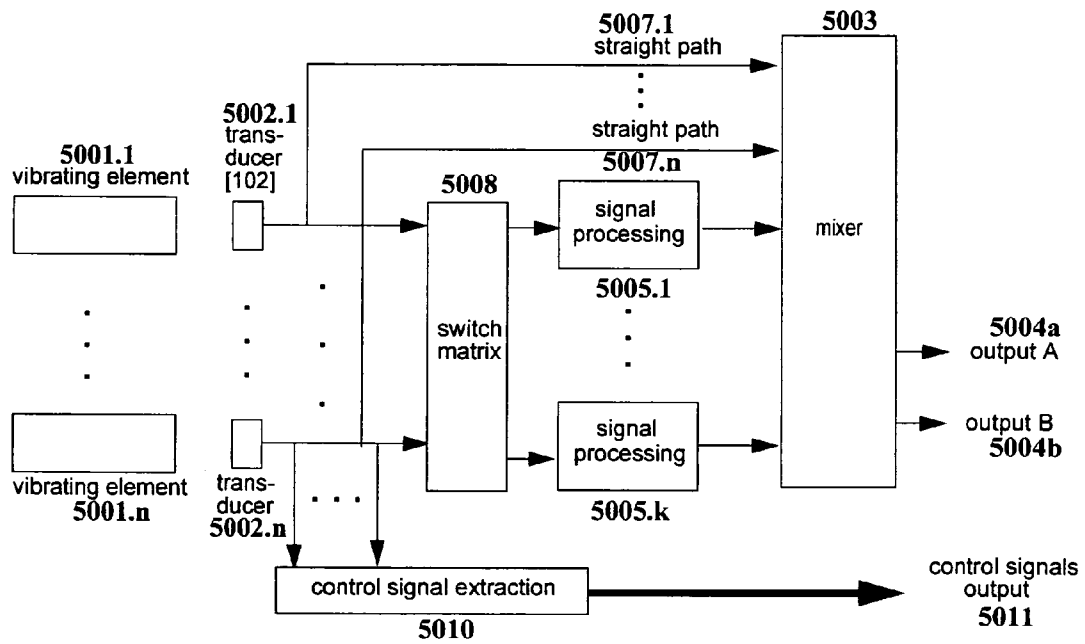 5007.1
straight path
5003
5002.1
trans-
ducer
[102]
straight path
5007.n
5001.1
vibrating element
5008
signal
processing
5005.1
mixer
switch
matrix
5004a
output A
output B
5004b
signal
processing
5005.k
vibrating element
5001.n
trans-
ducer
5002.n
control signal extraction
5010
control signals
output
5011